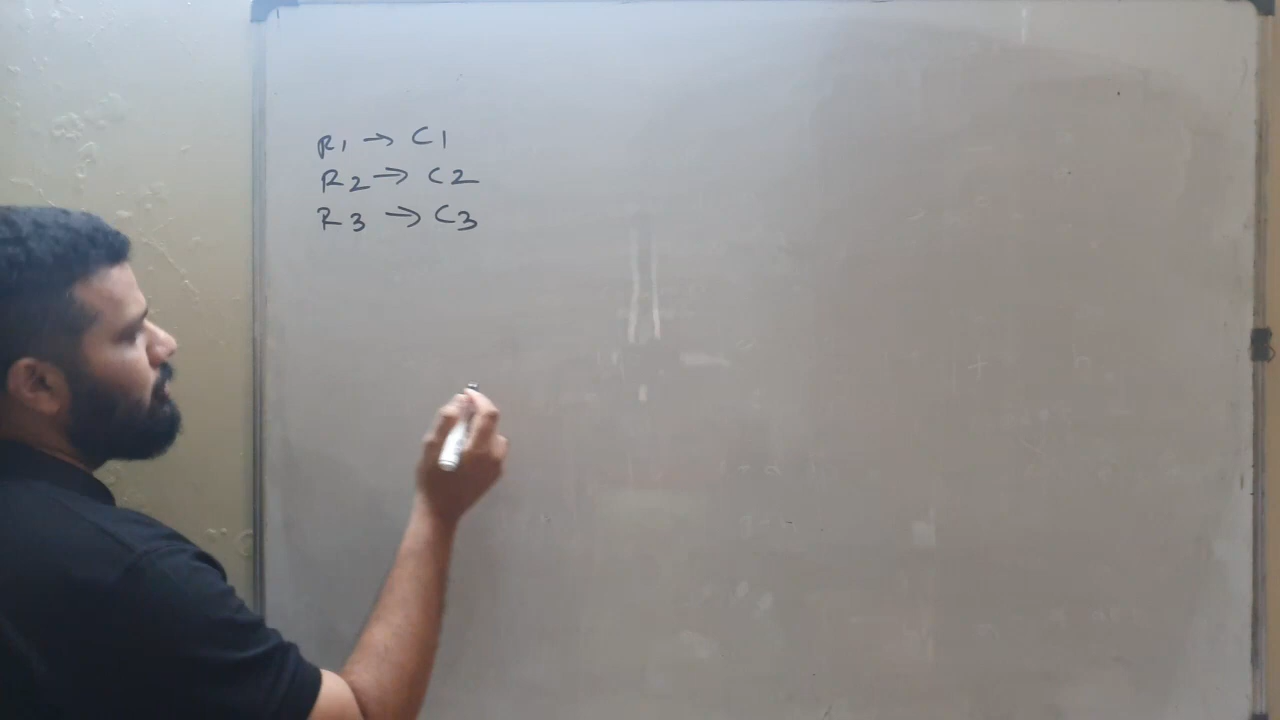 R1 → C1
R2 → C2
R3 → C3